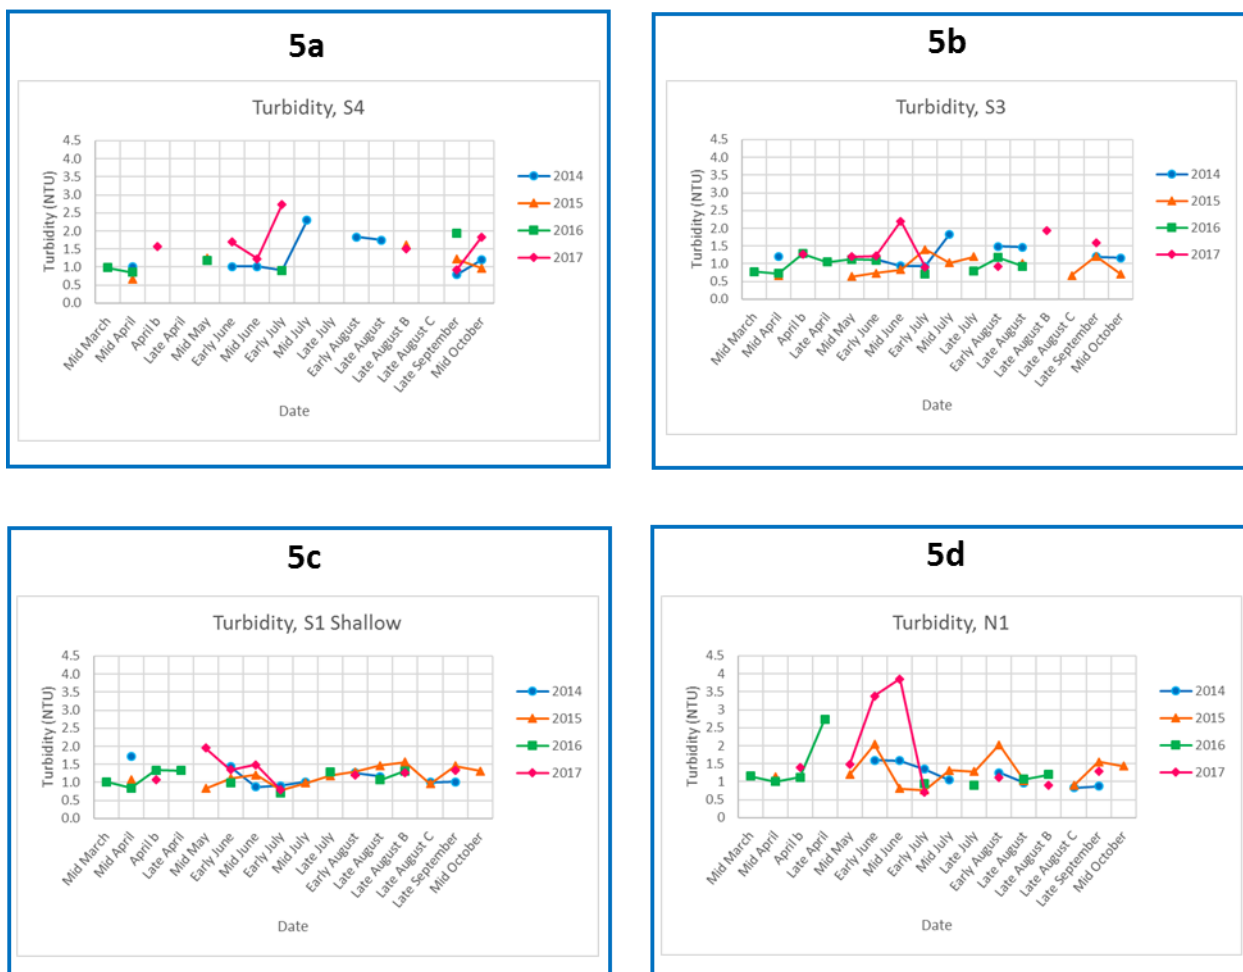 5a
Turbidity, S4
Turbidity (NTU)
4.5
4.0
3.5
3.0
2.5
2.0
1.5
1.0
0.5
0.0
Mid March
Mid April
April b
Late April
Mid May
Early June
Mid June
Early July
Mid July
Late July
Early August
Late August
Late August B
Late August C
Late September
Mid October
Date
2014
2015
2016
2017
5b
Turbidity, S3
Turbidity (NTU)
4.5
4.0
3.5
3.0
2.5
2.0
1.5
1.0
0.5
0.0
Mid March
Mid April
April b
Late April
Mid May
Early June
Mid June
Early July
Mid July
Late July
Early August
Late August
Late August B
Late August C
Late September
Mid October
Date
2014
2015
2016
2017
5c
Turbidity, S1 Shallow
Turbidity (NTU)
4.5
4.0
3.5
3.0
2.5
2.0
1.5
1.0
0.5
0.0
Mid March
Mid April
April b
Late April
Mid May
Early June
Mid June
Early July
Mid July
Late July
Early August
Late August
Late August B
Late August C
Late September
Mid October
Date
2014
2015
2016
2017
5d
Turbidity, N1
Turbidity (NTU)
4.5
4
3.5
3
2.5
2
1.5
1
0.5
0
Mid March
Mid April
April b
Late April
Mid May
Early June
Mid June
Early July
Mid July
Late July
Early August
Late August
Late August B
Late August C
Late September
Mid October
Date
2014
2015
2016
2017